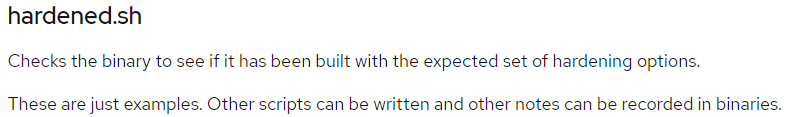 hardened.sh
Checks the binary to see if it has been built with the expected set of hardening options.
These are just examples. Other scripts can be written and other notes can be recorded in binaries.